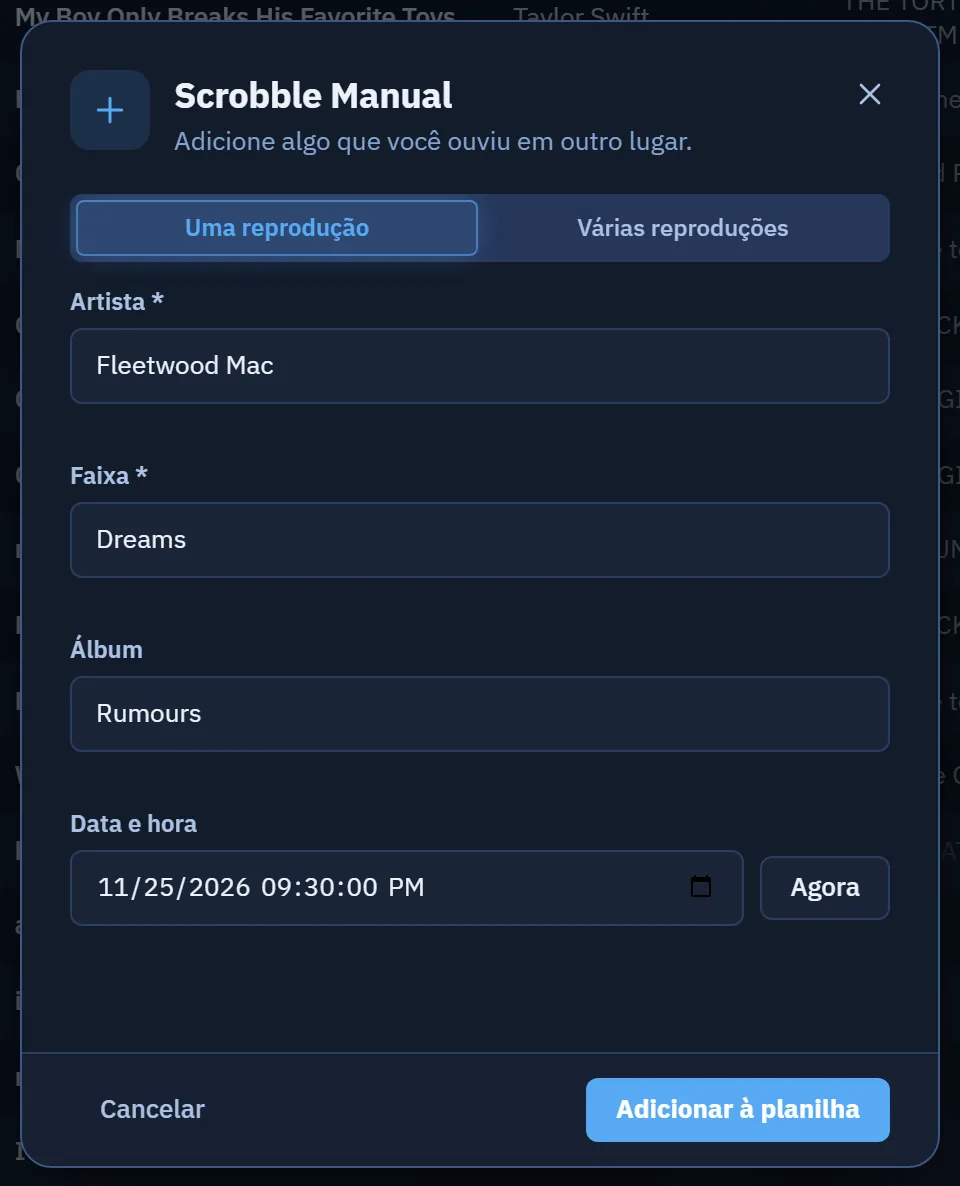 My Boy Only Breaks His Favorite Toys
Taylor Swift
Scrobble Manual
Adicione algo que você ouviu em outro lugar.
Uma reprodução
Várias reproduções
Artista *
Fleetwood Mac
Faixa *
Dreams
Álbum
Rumours
Data e hora
11/25/2026 09:30:00 PM
Agora
Cancelar
Adicionar à planilha